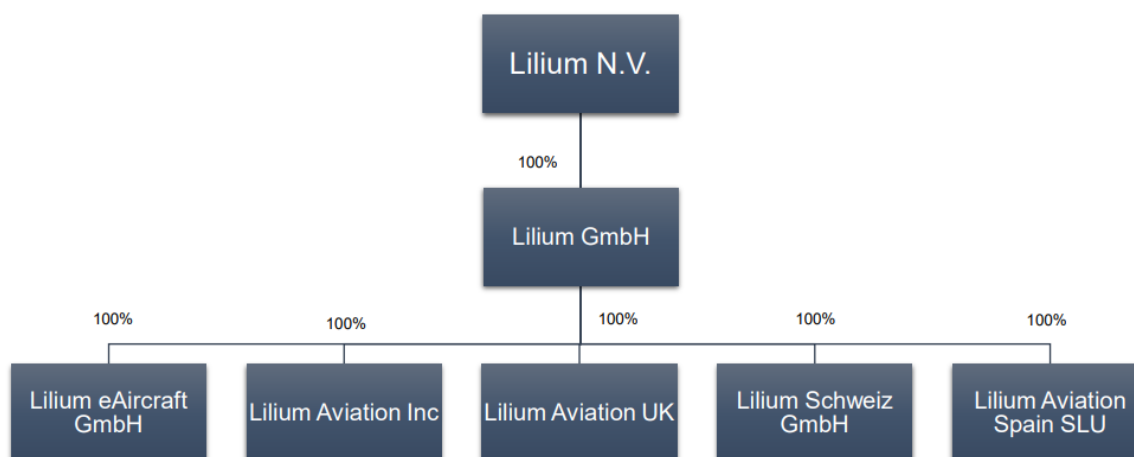 Lilium N.V.
100%
Lilium GmbH
100%
100%
100%
100%
100%
Lilium eAircraft
GmbH
Lilium Aviation Inc
Lilium Aviation UK
Lilium Schweiz
GmbH
Lilium Aviation
Spain SLU